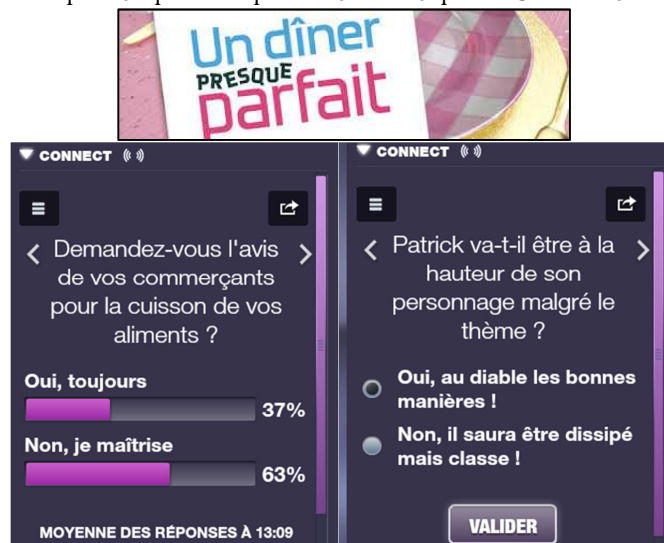 Un dîner
PRESQUE
parfait
CONNECT
Demandez-vous l'avis
de vos commerçants
pour la cuisson de vos
aliments ?
Oui, toujours
37%
Non, je maîtrise
63%
MOYENNE DES RÉPONSES À 13:09
CONNECT
Patrick va-t-il être à la
hauteur de son
personnage malgré le
thème ?
Oui, au diable les bonnes
manières !
Non, il saura être dissipé
mais classe !
VALIDER